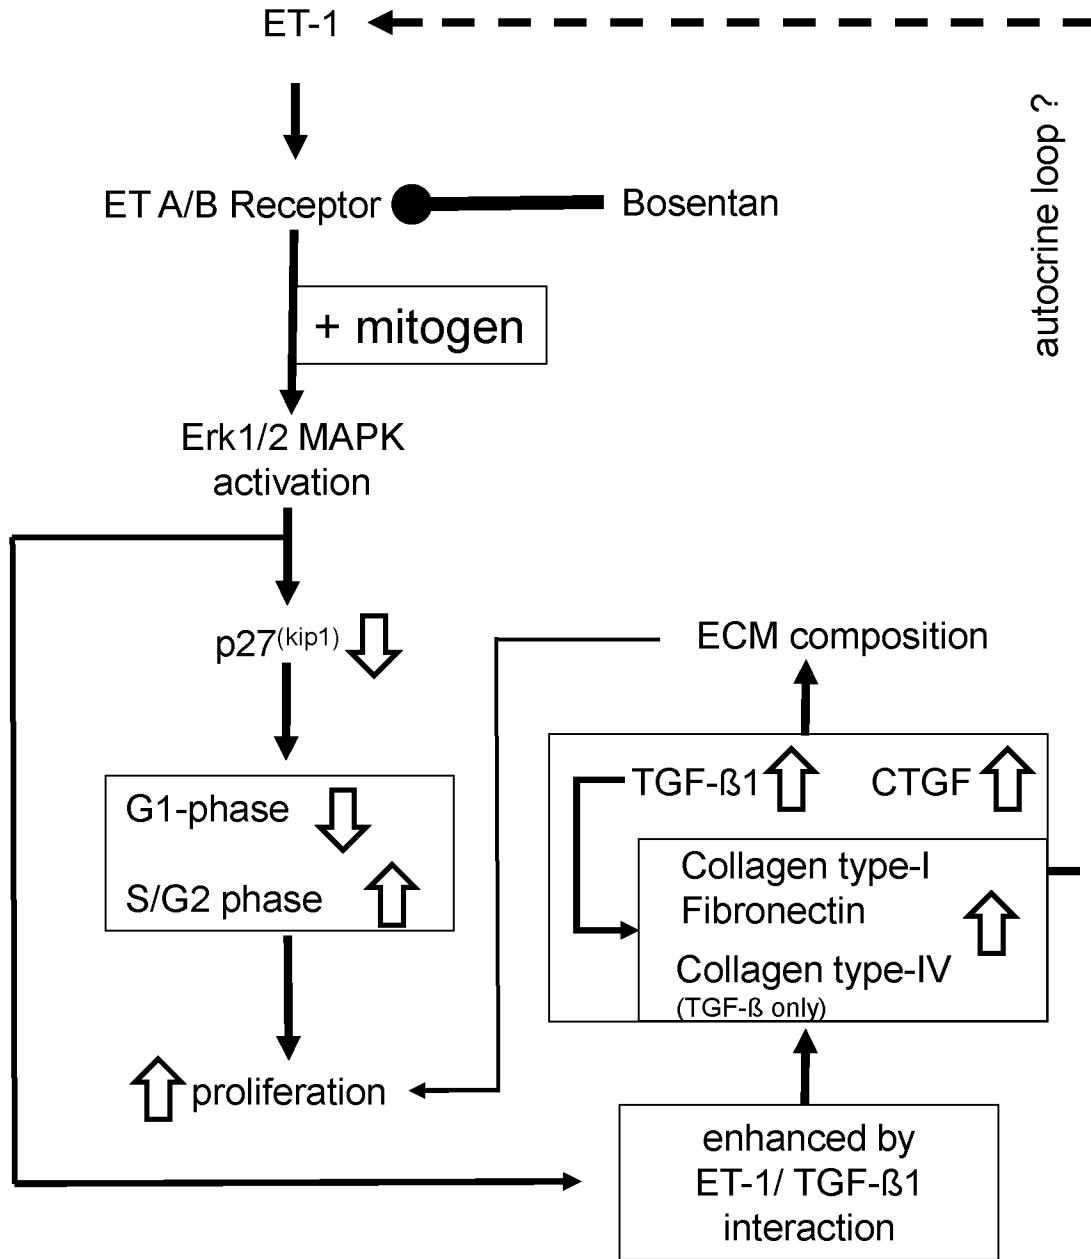 ET-1
autocrine loop ?
ET A/B Receptor
Bosentan
+ mitogen
Erk1/2 MAPK
activation
p27(kip1)
G1-phase
S/G2 phase
proliferation
ECM composition
TGF-ß1
CTGF
Collagen type-I
Fibronectin
Collagen type-IV
(TGF-ß only)
enhanced by
ET-1/ TGF-ß1
interaction